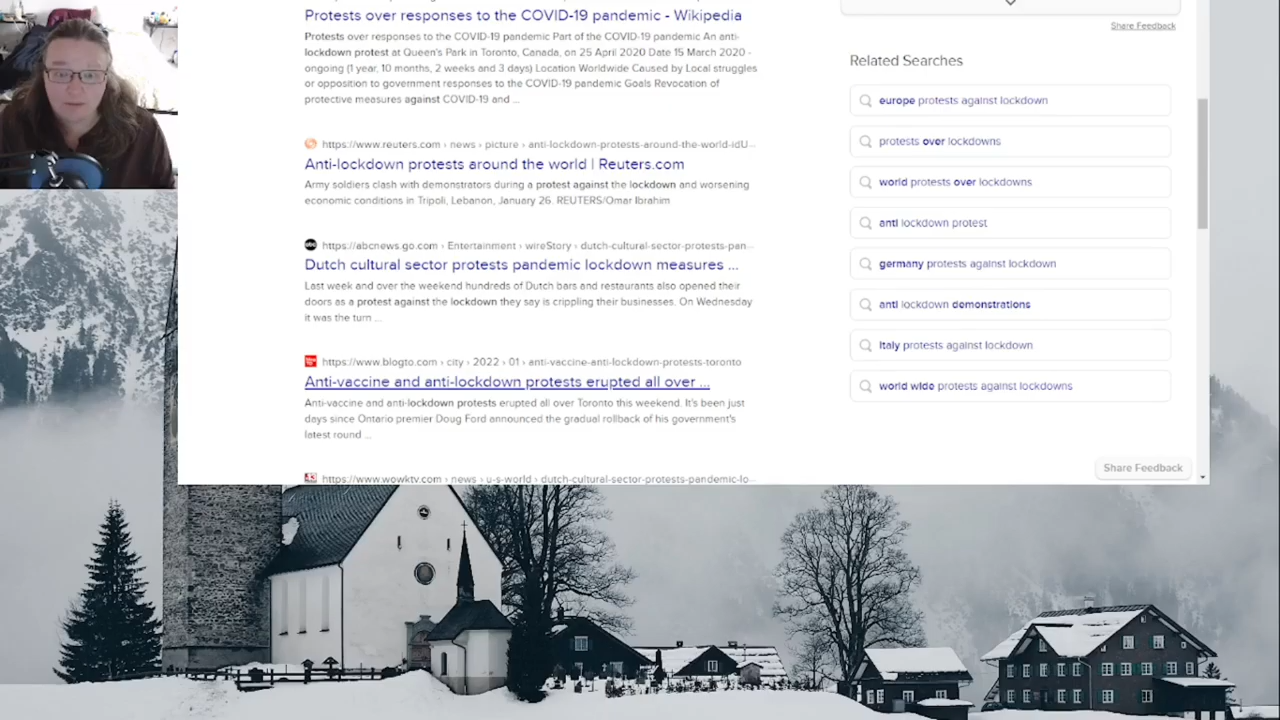 Protests over responses to the COVID-19 pandemic - Wikipedia
Protests over responses to the COVID-19 pandemic Part of the COVID-19 pandemic An anti-
lockdown protest at Queen's Park in Toronto, Canada, on 25 April 2020 Date 15 March 2020 -
ongoing (1 year, 10 months, 2 weeks and 3 days) Location Worldwide Caused by Local struggles
or opposition to government responses to the COVID-19 pandemic Goals Revocation of
protective measures against COVID-19 and ...
https://www.reuters.com › news › picture › anti-lockdown-protests-around-the-world-idU...
Anti-lockdown protests around the world | Reuters.com
Army soldiers clash with demonstrators during a protest against the lockdown and worsening
economic conditions in Tripoli, Lebanon, January 26. REUTERS/Omar Ibrahim
abc
https://abcnews.go.com › Entertainment › wireStory › dutch-cultural-sector-protests-pan...
Dutch cultural sector protests pandemic lockdown measures ...
Last week and over the weekend hundreds of Dutch bars and restaurants also opened their
doors as a protest against the lockdown they say is crippling their businesses. On Wednesday
it was the turn ...
https://www.blogto.com › city › 2022 › 01 › anti-vaccine-anti-lockdown-protests-toronto
Anti-vaccine and anti-lockdown protests erupted all over ...
Anti-vaccine and anti-lockdown protests erupted all over Toronto this weekend. It's been just
days since Ontario premier Doug Ford announced the gradual rollback of his government's
latest round ...
https://www.wowktv.com › news › u-s-world › dutch-cultural-sector-protests-pandemic-lo...
Share Feedback
Related Searches
europe protests against lockdown
protests over lockdowns
world protests over lockdowns
anti lockdown protest
germany protests against lockdown
anti lockdown demonstrations
italy protests against lockdown
world wide protests against lockdowns
Share Feedback